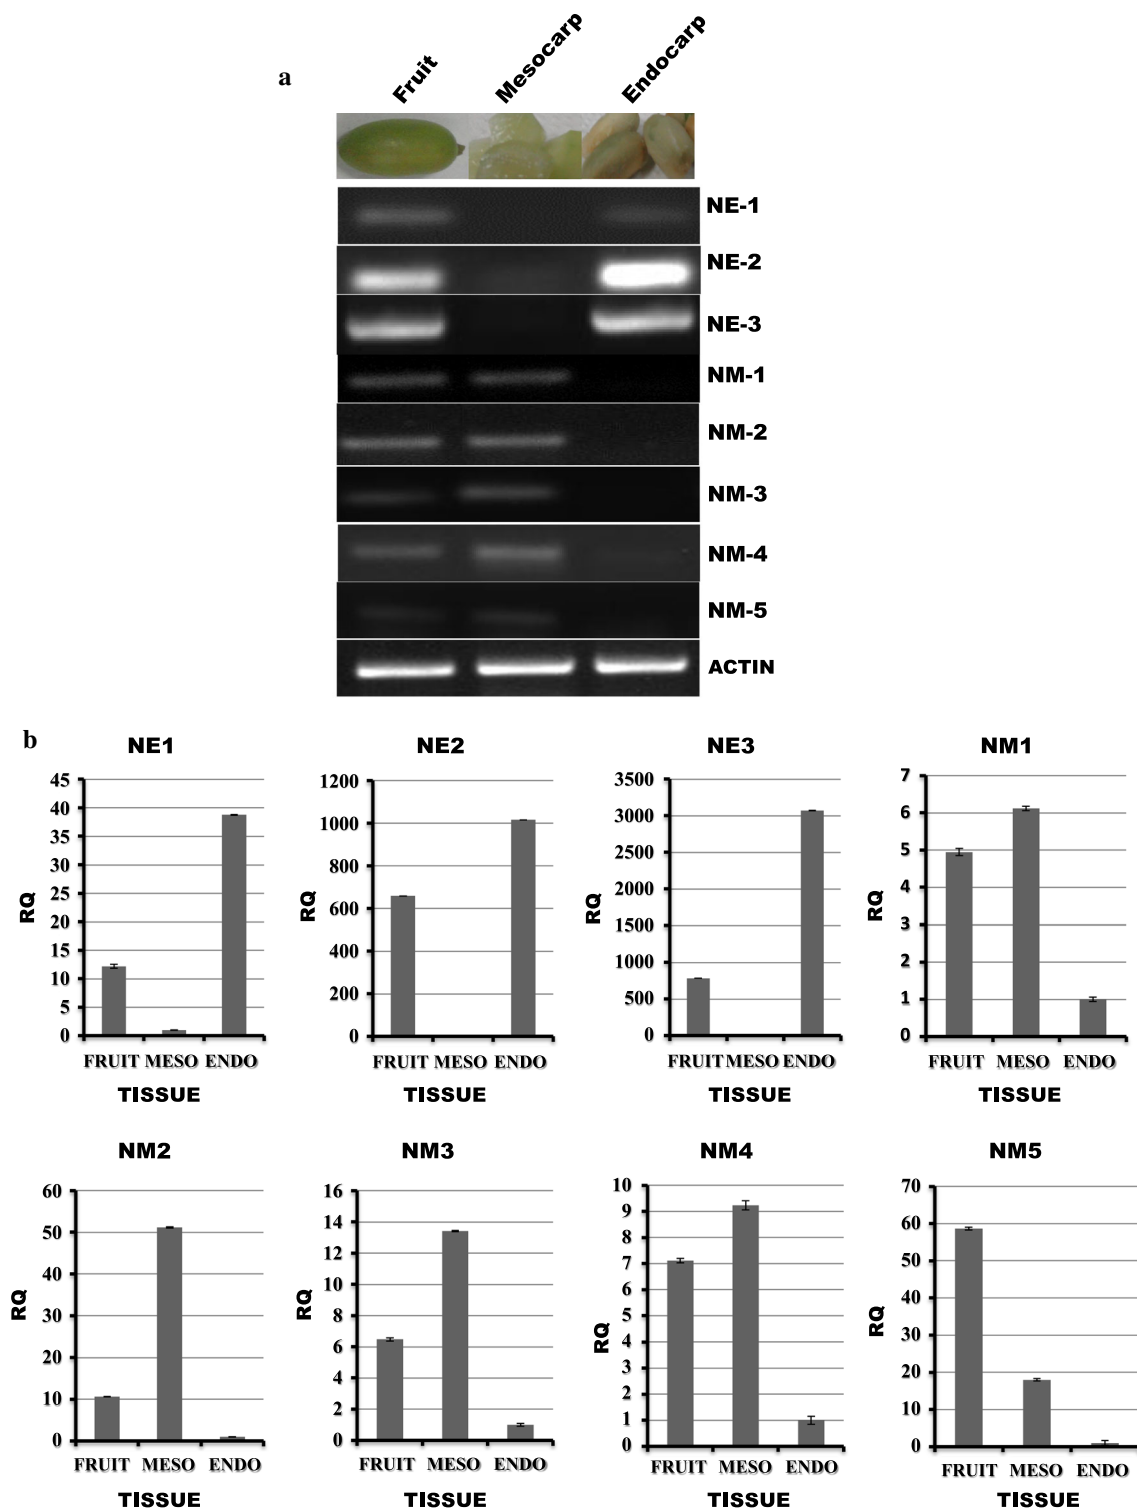 a
Fruit
Mesocarp
Endocarp
NE-1
NE-2
NE-3
NM-1
NM-2
NM-3
NM-4
NM-5
ACTIN
b
NE1
45
40
35
30
25
20
15
10
5
0
RQ
FRUIT MESO ENDO
TISSUE
NE2
1200
1000
800
600
400
200
0
RQ
FRUIT MESO ENDO
TISSUE
NE3
3500
3000
2500
2000
1500
1000
500
0
RQ
FRUIT MESO ENDO
TISSUE
NM1
7
6
5
4
3
2
1
0
RQ
FRUIT MESO ENDO
TISSUE
NM2
60
50
40
30
20
10
0
RQ
FRUIT MESO ENDO
TISSUE
NM3
16
14
12
10
8
6
4
2
0
RQ
FRUIT MESO ENDO
TISSUE
NM4
10
9
8
7
6
5
4
3
2
1
0
RQ
FRUIT MESO ENDO
TISSUE
NM5
70
60
50
40
30
20
10
0
RQ
FRUIT MESO ENDO
TISSUE